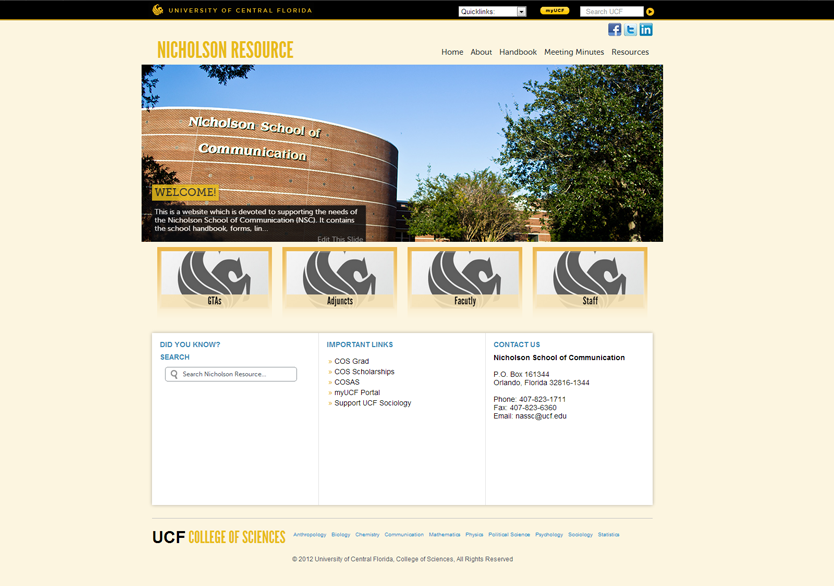 UNIVERSITY OF CENTRAL FLORIDA
Quicklinks:
myUCF
Search UCF
NICHOLSON RESOURCE
Home About Handbook Meeting Minutes Resources
Nicholson School of
Communication
WELCOME!
This is a website which is devoted to supporting the needs of
the Nicholson School of Communication (NSC). It contains
the school handbook, forms, lin...
Edit This Slide
GTAs
Adjuncts
Facutly
Staff
DID YOU KNOW?
SEARCH
Search Nicholson Resource...
IMPORTANT LINKS
» COS Grad
» COS Scholarships
» COSAS
» myUCF Portal
» Support UCF Sociology
CONTACT US
Nicholson School of Communication
P.O. Box 161344
Orlando, Florida 32816-1344
Phone: 407-823-1711
Fax: 407-823-6360
Email: nassc@ucf.edu
UCF COLLEGE OF SCIENCES
Anthropology Biology Chemistry Communication Mathematics Physics Political Science Psychology Sociology Statistics
© 2012 University of Central Florida, College of Sciences, All Rights Reserved